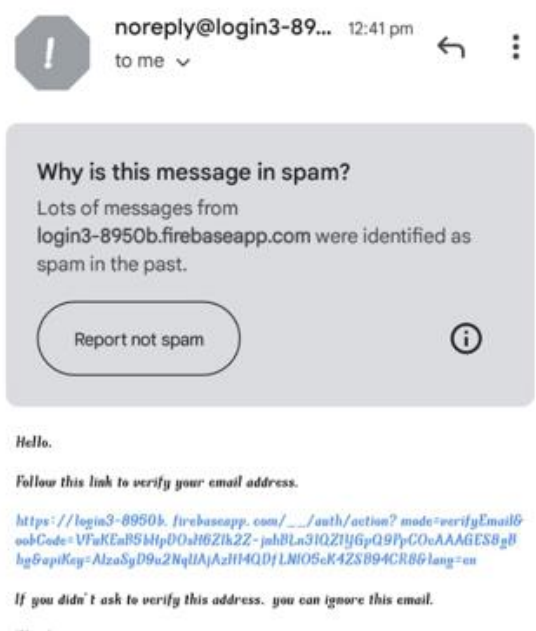 noreply@login3-89... 12:41 pm
to me
Why is this message in spam?
Lots of messages from
login3-8950b.firebaseapp.com were identified as
spam in the past.
Report not spam
Hello.
Follow this link to verify your email address.
https://login3-8950b. firebaseapp. com/__/auth/action? mode=verifyEmail&
If you didn't ask to verify this address. you can ignore this email.